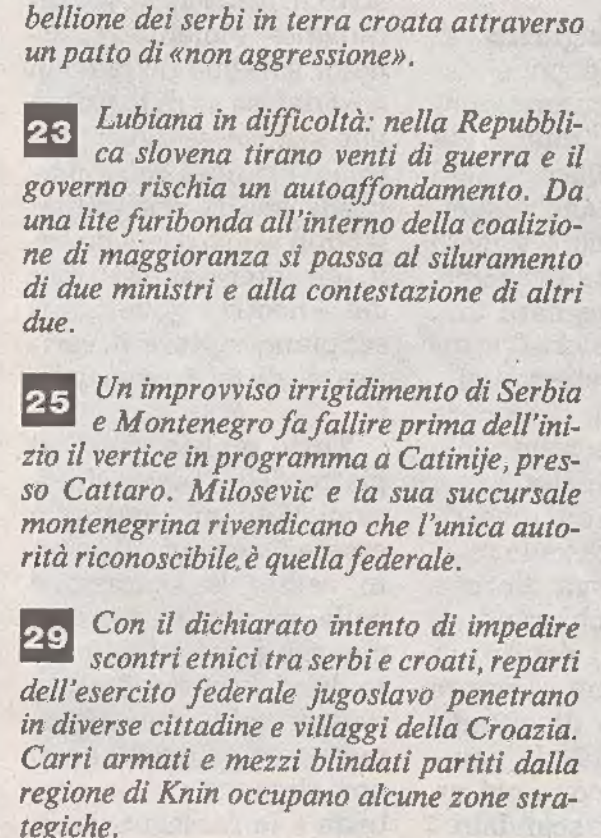 bellione dei serbi in terra croata attraverso
un patto di «non aggressione».
23 Lubiana in difficoltà: nella Repubbli-
ca slovena tirano venti di guerra e il
governo rischia un autoaffondamento. Da
una lite furibonda all'interno della coalizio-
ne di maggioranza si passa al siluramento
di due ministri e alla contestazione di altri
due.
25 Un improvviso irrigidimento di Serbia
e Montenegro fa fallire prima dell'ini-
zio il vertice in programma a Catinije, pres-
so Cattaro. Milosevic e la sua succursale
montenegrina rivendicano che l'unica auto-
rità riconoscibile è quella federale.
29 Con il dichiarato intento di impedire
scontri etnici tra serbi e croati, reparti
dell'esercito federale jugoslavo penetrano
in diverse cittadine e villaggi della Croazia.
Carri armati e mezzi blindati partiti dalla
regione di Knin occupano alcune zone stra-
tegiche.